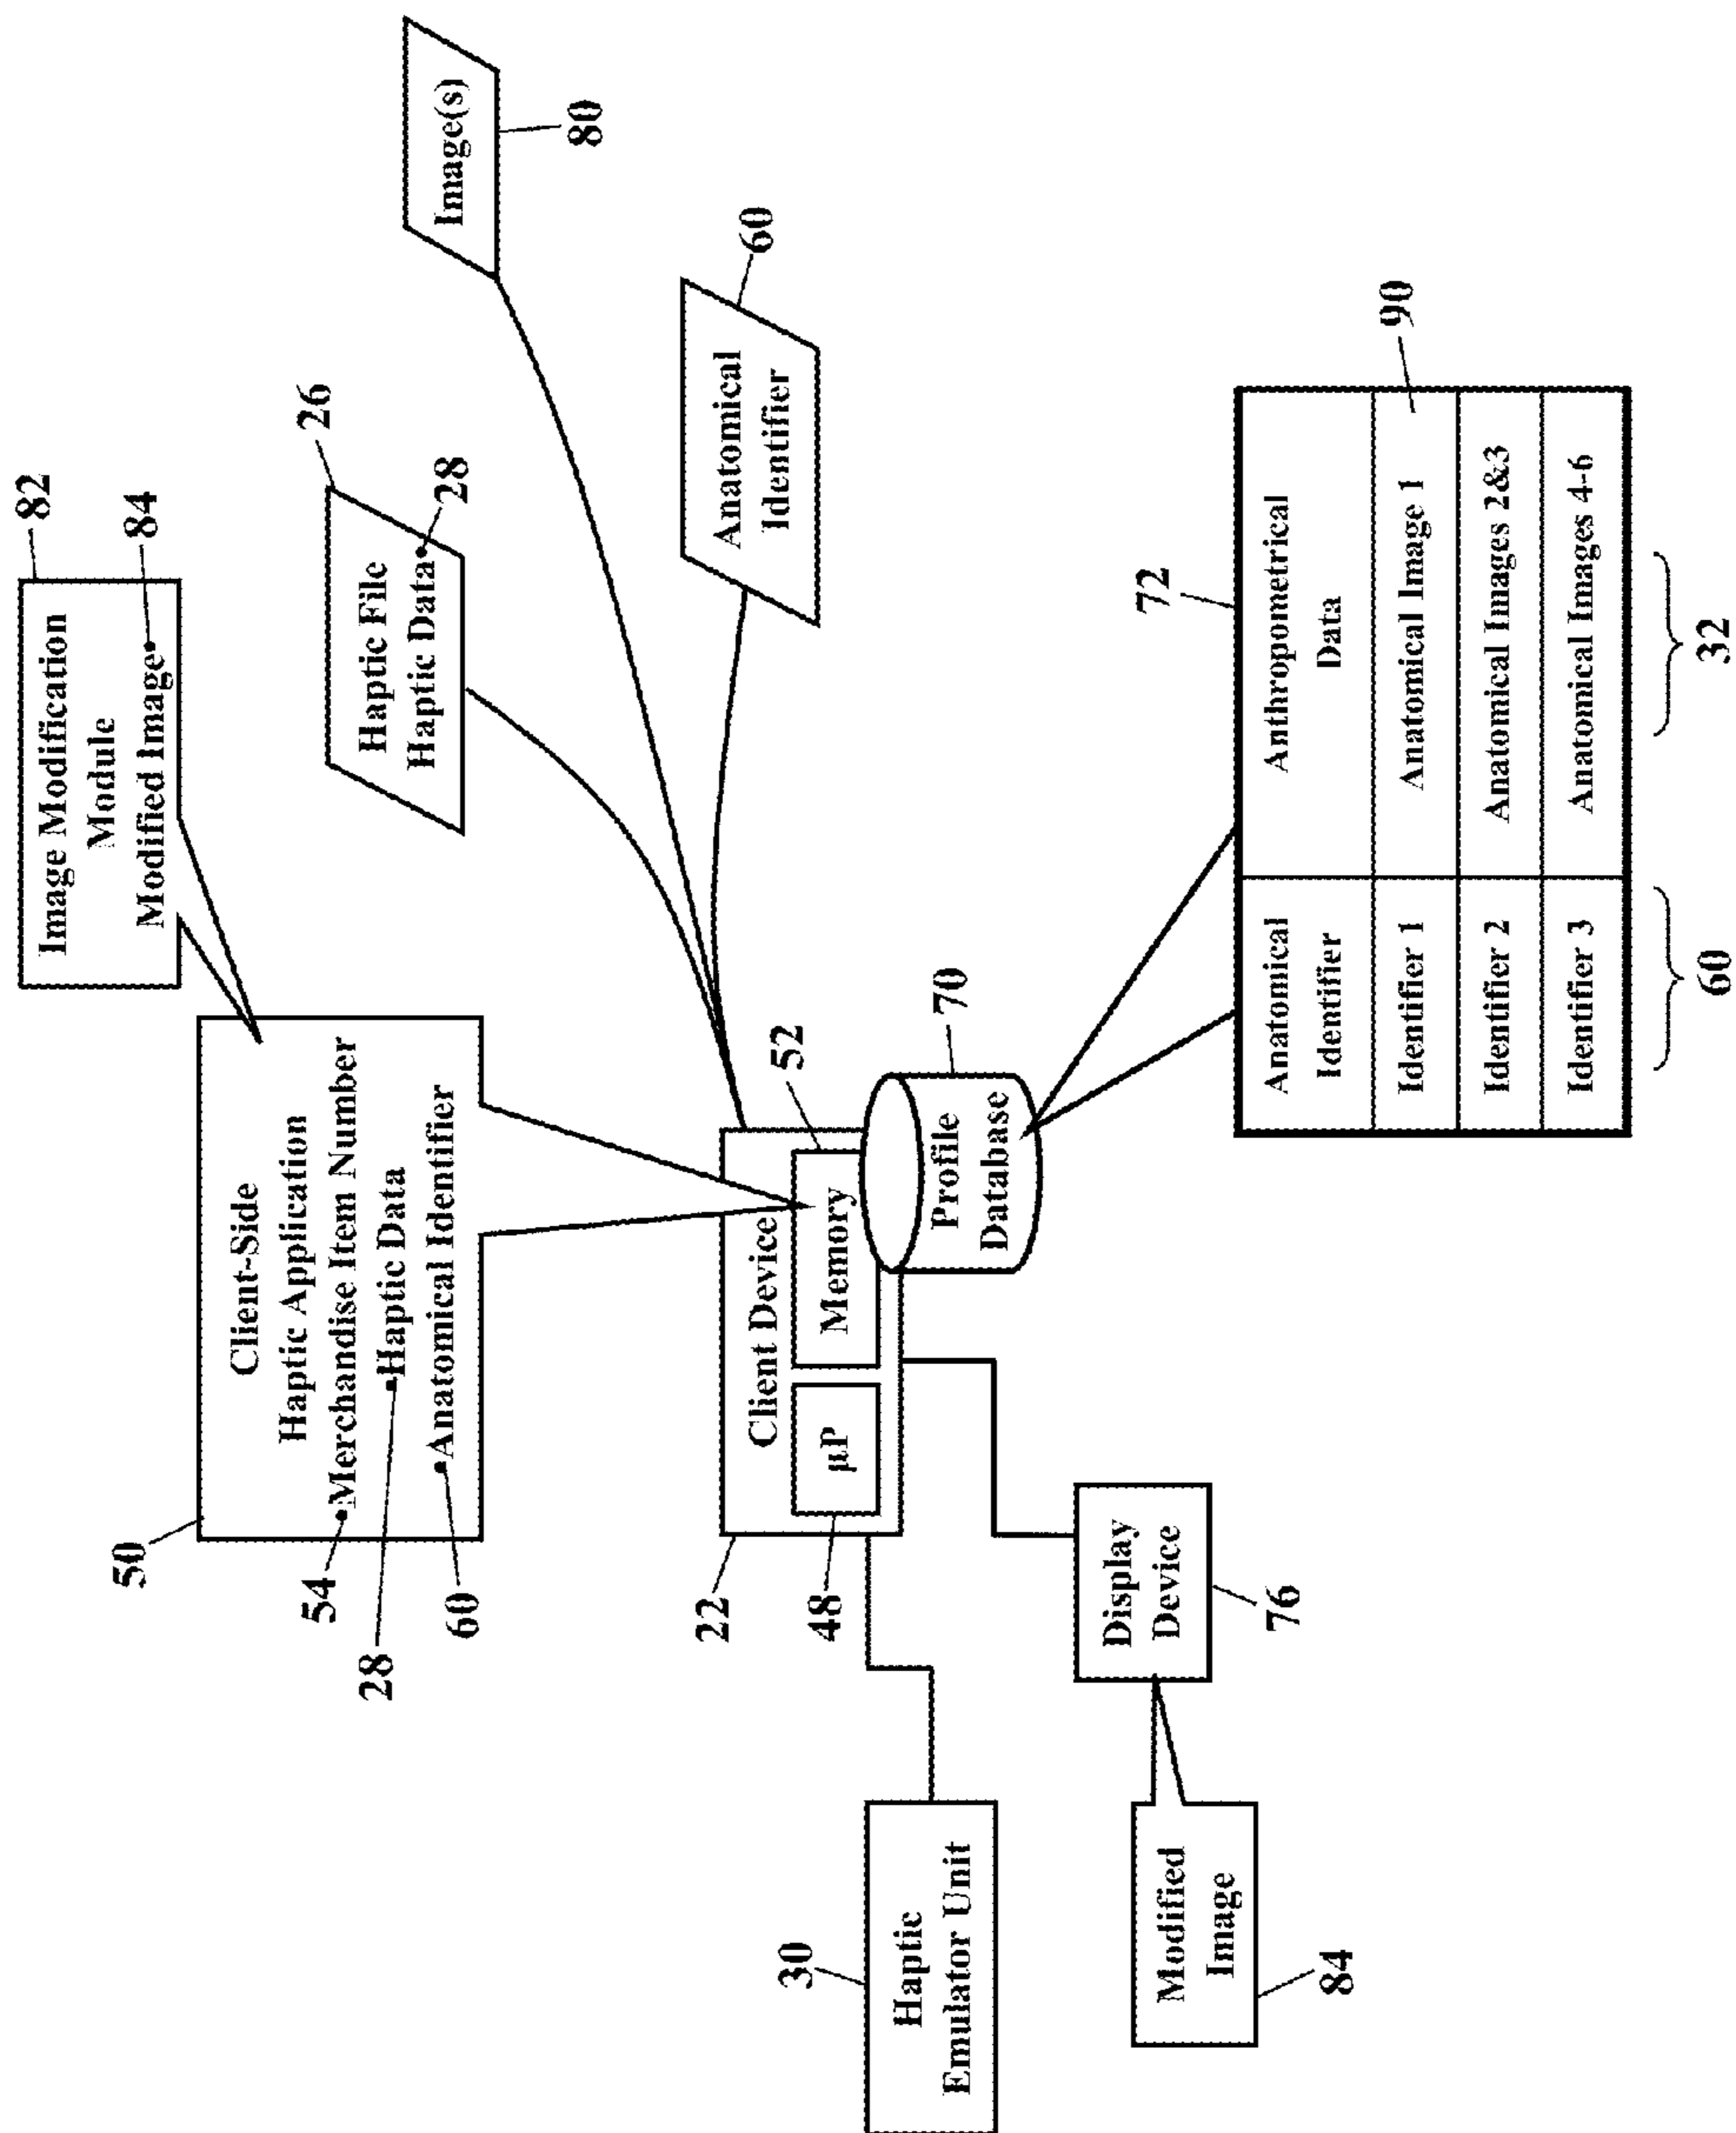 82
Image Modification
Module
Modified Image
84
50
Client-Side
Haptic Application
Merchandise Item Number
Haptic Data
Anatomical Identifier
54
28
60
26
Haptic File
Haptic Data
28
Image(s)
80
Anatomical
Identifier
60
22
Client Device
µP
48
Memory
52
Profile
Database
70
30
Haptic
Emulator Unit
Display
Device
76
Modified
Image
84
72
Anatomical
Identifier
Anthropometrical
Data
Identifier 1
Anatomical Image 1
90
Identifier 2
Anatomical Images 2&3
Identifier 3
Anatomical Images 4-6
60
32